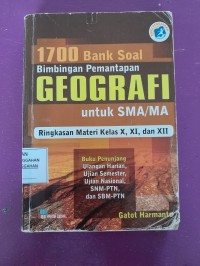 1700 Bank Soal
Bimbingan Pemantapan
GEOGRAFI
untuk SMA/MA
Ringkasan Materi Kelas X, XI, dan XII
Buku Penunjang
Ulangan Harian,
Ujian Semester,
Ujian Nasional,
SNM-PTN,
dan SBM-PTN
Gatot Harmanto